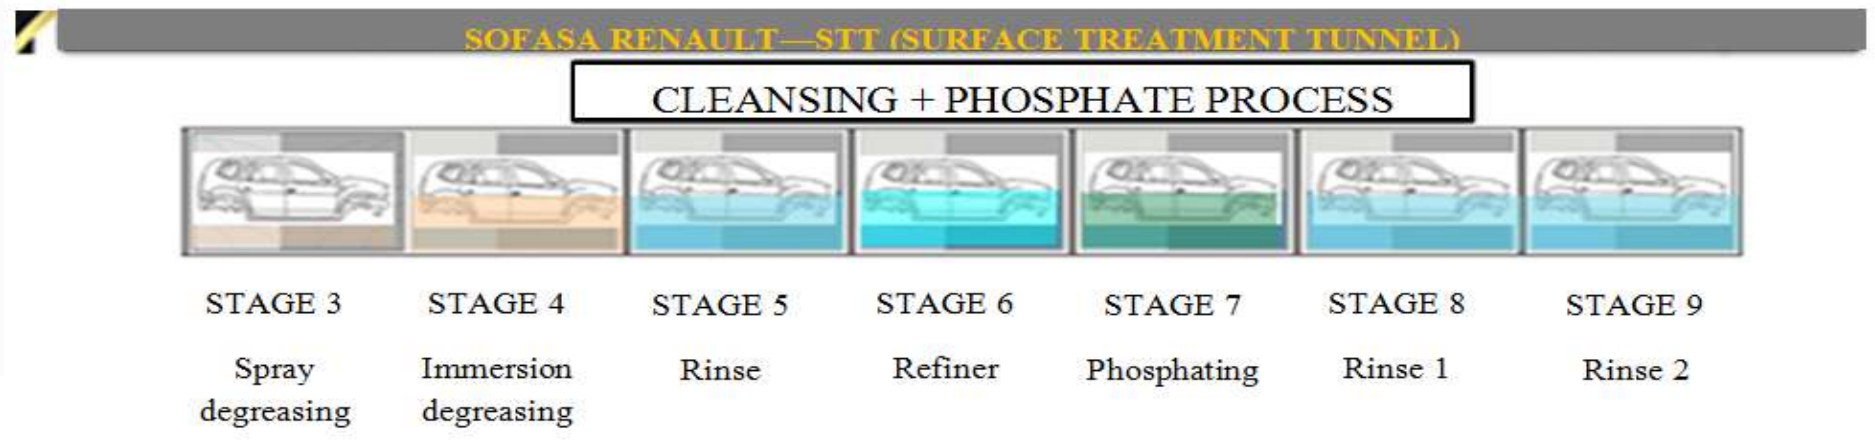 SOFASA RENAULT—STT (SURFACE TREATMENT TUNNEL)
CLEANSING + PHOSPHATE PROCESS
STAGE 3 STAGE 4 STAGE 5 STAGE 6 STAGE 7 STAGE 8 STAGE 9
Spray Immersion Rinse Refiner Phosphating Rinse 1 Rinse 2
degreasing degreasing